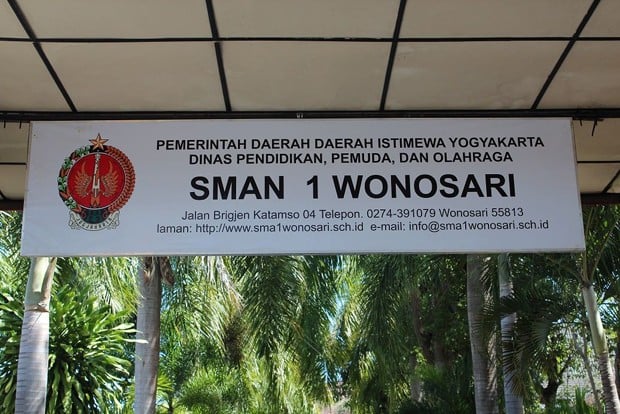 PEMERINTAH DAERAH DAERAH ISTIMEWA YOGYAKARTA
DINAS PENDIDIKAN, PEMUDA, DAN OLAHRAGA
SMAN 1 WONOSARI
Jalan Brigjen Katamso 04 Telepon. 0274-391079 Wonosari 55813
laman: http://www.sma1wonosari.sch.id e-mail: info@sma1wonosari.sch.id